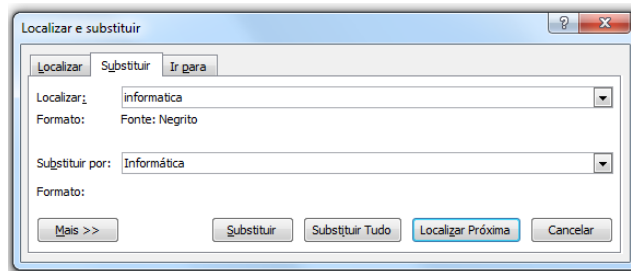 Localizar e substituir
Localizar Substituir Ir para
Localizar: informatica
Formato: Fonte: Negrito
Substituir por: Informática
Formato:
Mais >> Substituir Substituir Tudo Localizar Próxima Cancelar